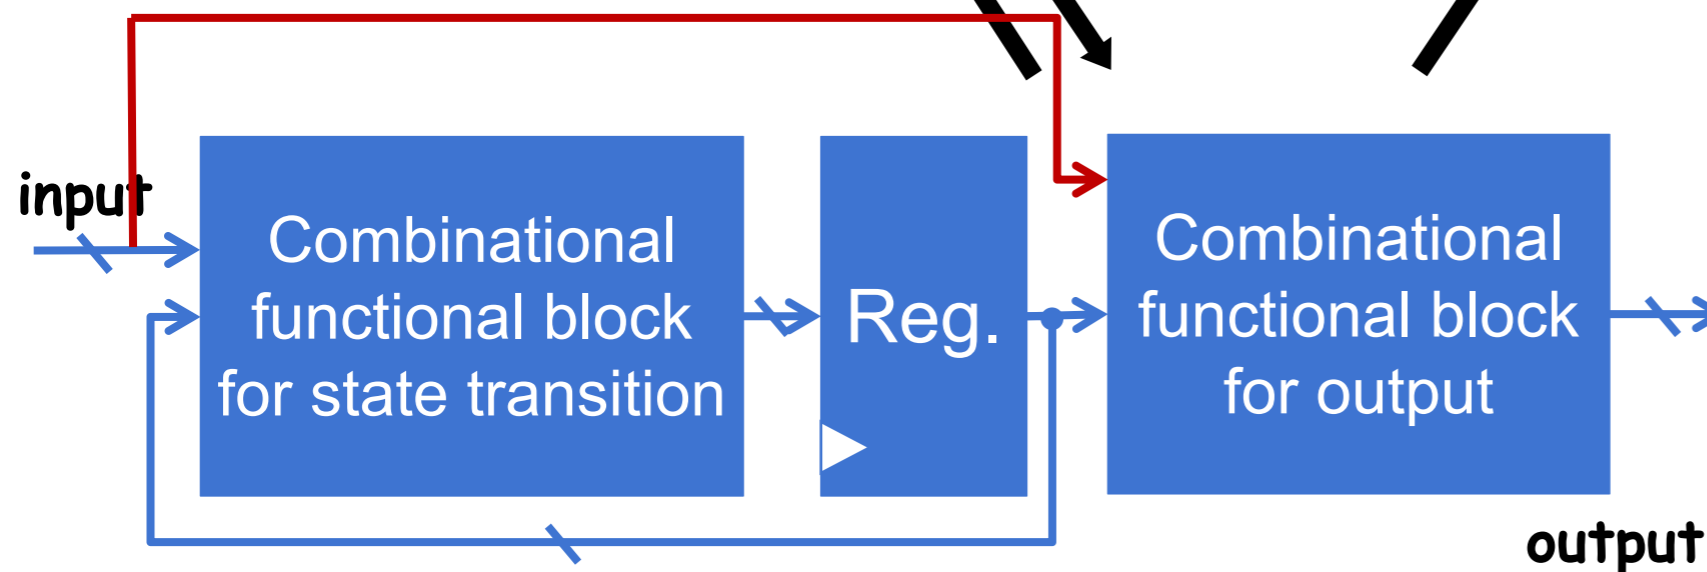 input
Combinational
functional block
for state transition
Reg.
Combinational
functional block
for output
output